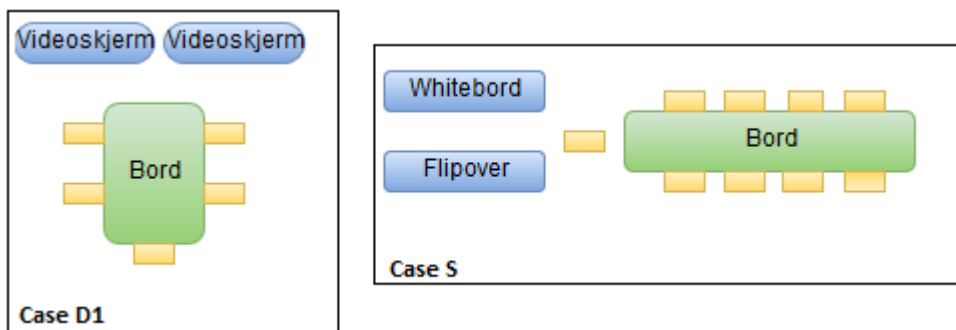 Videoskjerm Videoskjerm
Bord
Case D1
Whitebord
Flipover
Bord
Case S